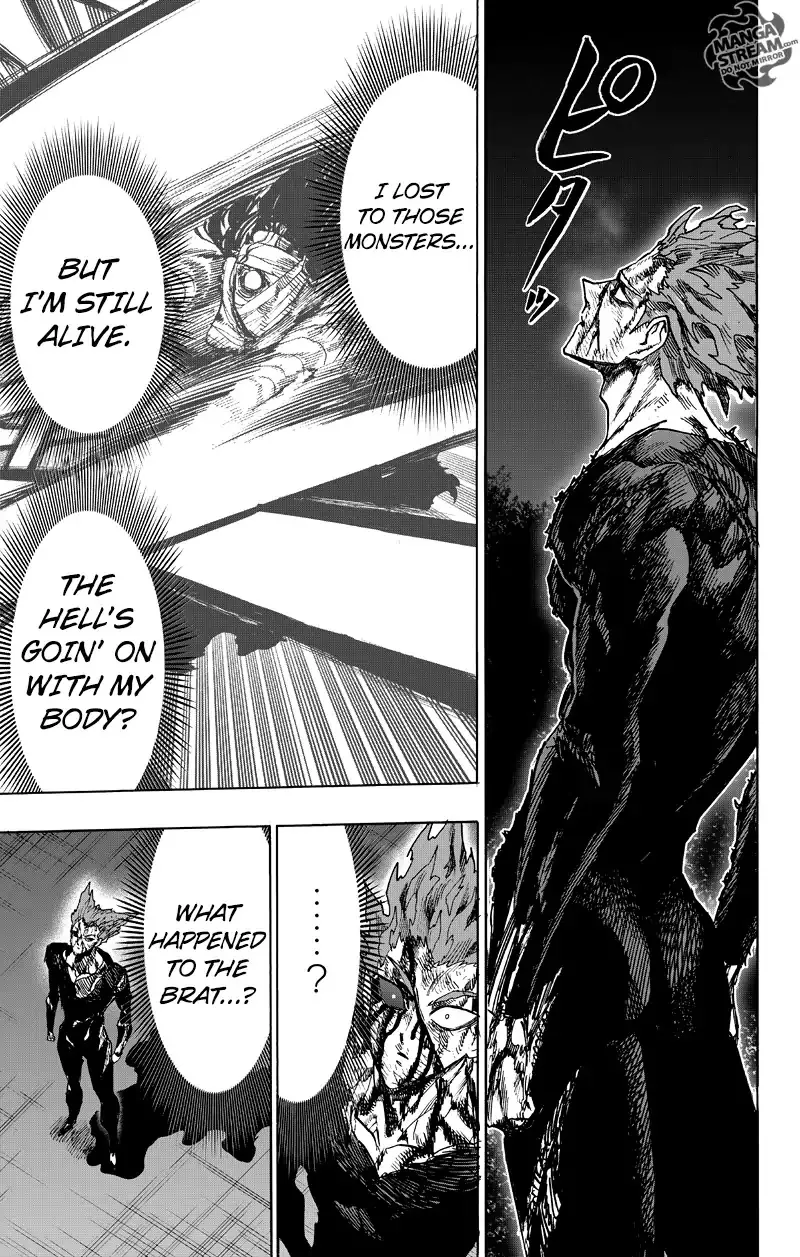 MANGA
STREAM.com
DO NOT MIRROR
ピタッ
I LOST
TO THOSE
MONSTERS...
BUT
I'M STILL
ALIVE.
THE
HELL'S
GOIN' ON
WITH MY
BODY?
......?
WHAT
HAPPENED
TO THE
BRAT...?